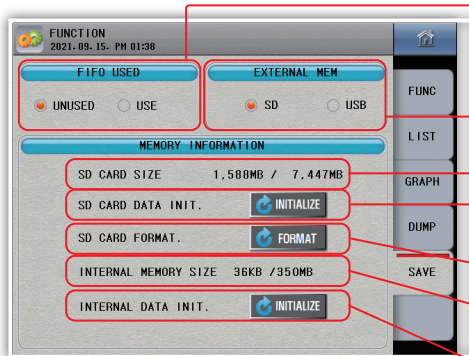 FUNCTION
2021. 09. 15. PM 01:38
FIFO USED
EXTERNAL MEM
UNUSED USE
SD USB
MEMORY INFORMATION
SD CARD SIZE 1,588MB / 7,447MB
SD CARD DATA INIT. INITIALIZE
SD CARD FORMAT. FORMAT
INTERNAL MEMORY SIZE 36KB /350MB
INTERNAL DATA INIT. INITIALIZE
FUNC
LIST
GRAPH
DUMP
SAVE